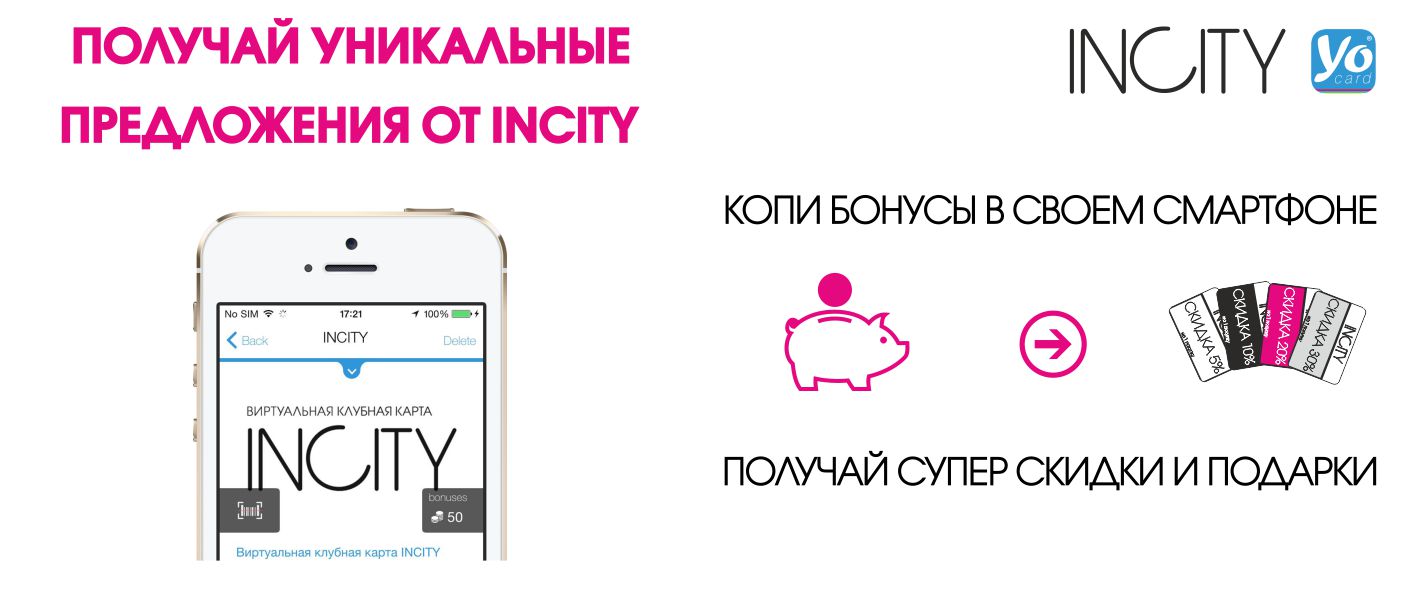 ПОЛУЧАЙ УНИКАЛЬНЫЕ
ПРЕДЛОЖЕНИЯ ОТ INCITY
INCITY
yo
card
КОПИ БОНУСЫ В СВОЕМ СМАРТФОНЕ
No SIM 17:21 100%
Back INCITY Delete
ВИРТУАЛЬНАЯ КЛУБНАЯ КАРТА
INCITY
bonuses
50
Виртуальная клубная карта INCITY
СКИДКА 5%
СКИДКА 10%
СКИДКА 20%
СКИДКА 30%
INCITY
ПОЛУЧАЙ СУПЕР СКИДКИ И ПОДАРКИ